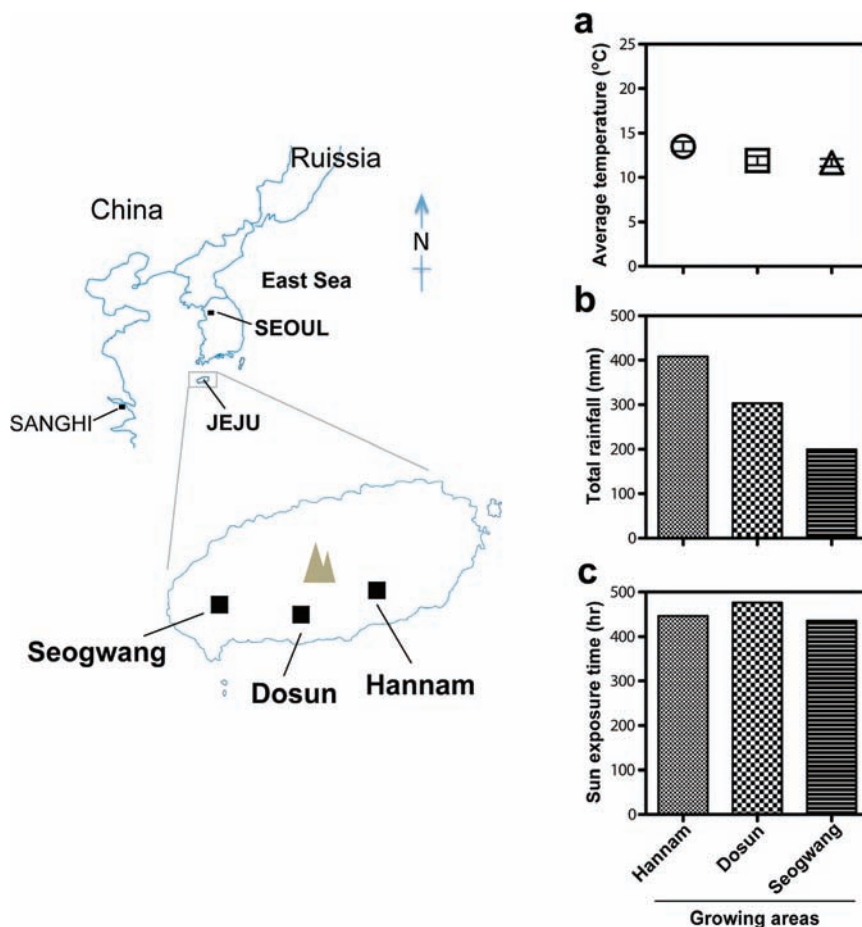 Ruissia
China
N
East Sea
SEOUL
SANGHI
JEJU
Seogwang
Dosun
Hannam
a
Average temperature (°C)
25
20
15
10
5
0
b
Total rainfall (mm)
500
400
300
200
100
0
c
Sun exposure time (hr)
500
400
300
200
100
0
Hannam
Dosun
Seogwang
Growing areas